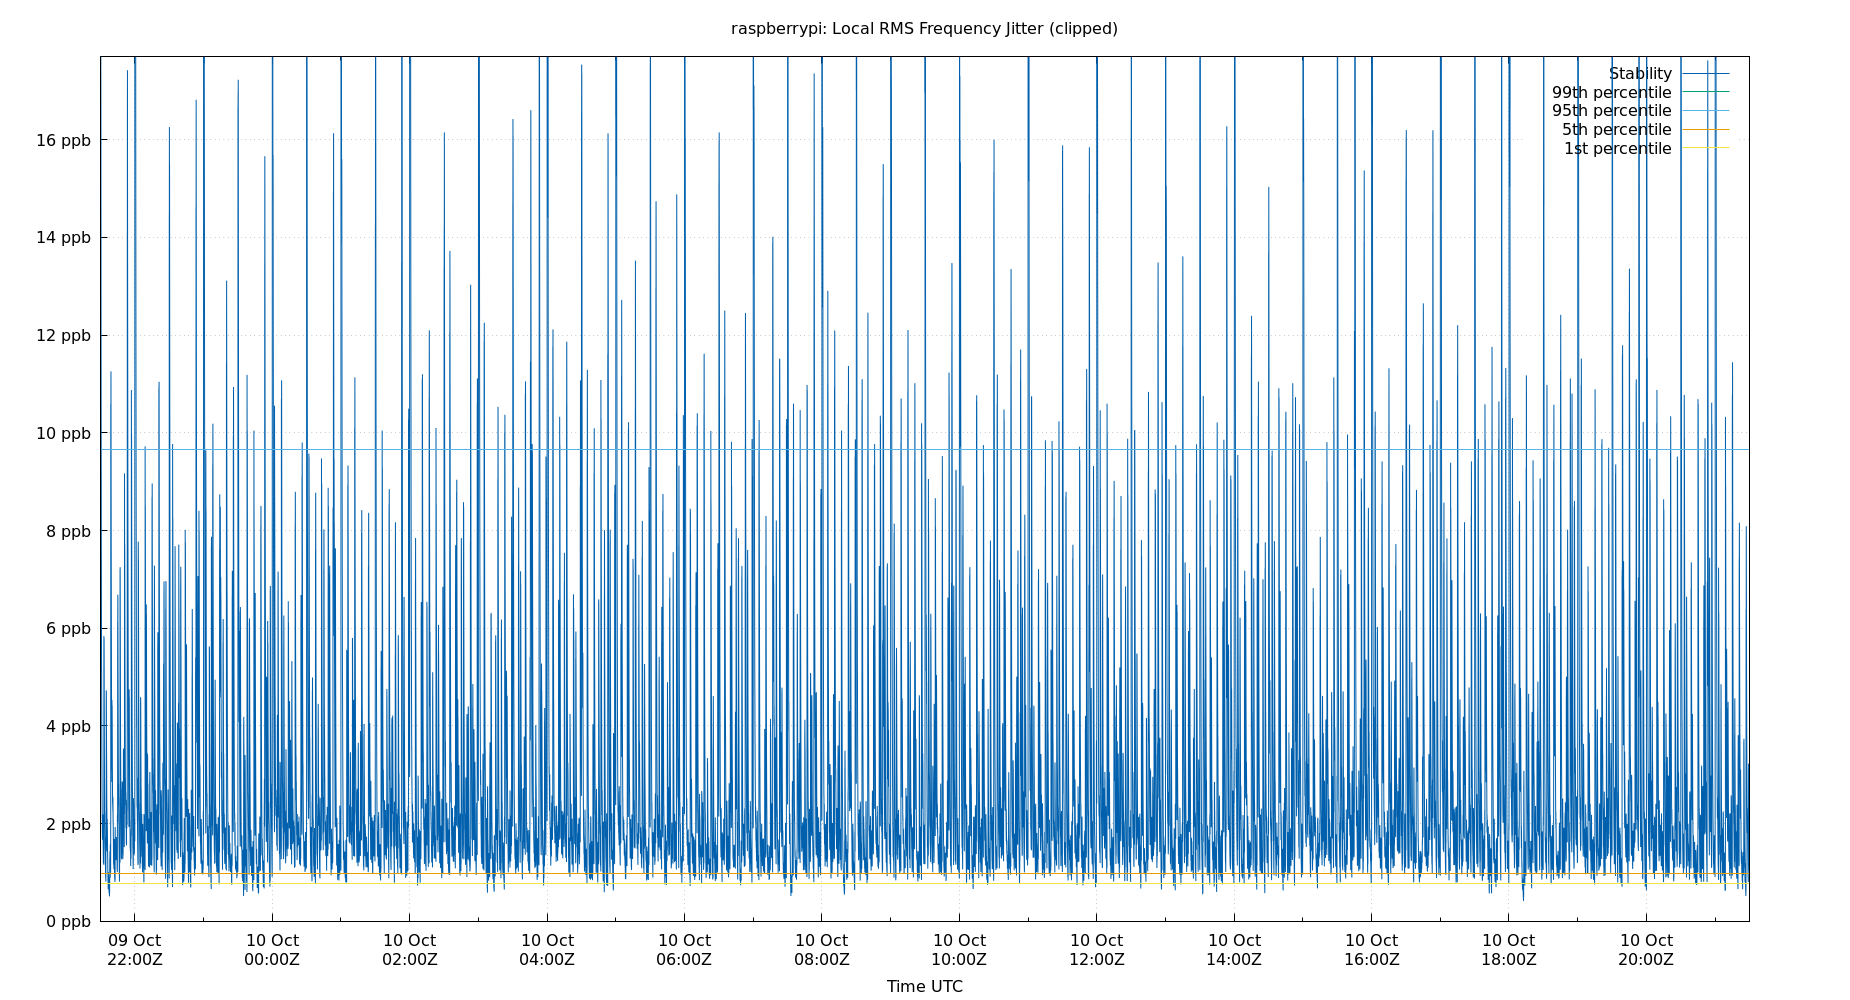 raspberrypi: Local RMS Frequency Jitter (clipped)
Stability
99th percentile
95th percentile
5th percentile
1st percentile
16 ppb
14 ppb
12 ppb
10 ppb
8 ppb
6 ppb
4 ppb
2 ppb
0 ppb
09 Oct 10 Oct 10 Oct 10 Oct 10 Oct 10 Oct 10 Oct 10 Oct 10 Oct 10 Oct 10 Oct 10 Oct
22:00Z 00:00Z 02:00Z 04:00Z 06:00Z 08:00Z 10:00Z 12:00Z 14:00Z 16:00Z 18:00Z 20:00Z
Time UTC